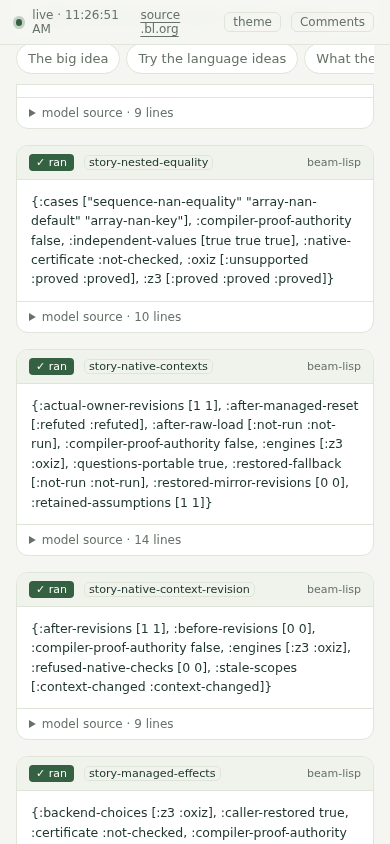 live · 11:26:51 AM
source .bl.org
theme
Comments
The big idea
Try the language ideas
What the
▶ model source · 9 lines
✓ ran story-nested-equality beam-lisp
{:cases ["sequence-nan-equality" "array-nan-
default" "array-nan-key"], :compiler-proof-authority
false, :independent-values [true true true], :native-
certificate :not-checked, :oxiz [:unsupported
:proved :proved], :z3 [:proved :proved :proved]}
▶ model source · 10 lines
✓ ran story-native-contexts beam-lisp
{:actual-owner-revisions [1 1], :after-managed-reset
[:refuted :refuted], :after-raw-load [:not-run :not-
run], :compiler-proof-authority false, :engines [:z3
:oxiz], :questions-portable true, :restored-fallback
[:not-run :not-run], :restored-mirror-revisions [0 0],
:retained-assumptions [1 1]}
▶ model source · 14 lines
✓ ran story-native-context-revision beam-lisp
{:after-revisions [1 1], :before-revisions [0 0],
:compiler-proof-authority false, :engines [:z3 :oxiz],
:refused-native-checks [0 0], :stale-scopes
[:context-changed :context-changed]}
▶ model source · 9 lines
✓ ran story-managed-effects beam-lisp
{:backend-choices [:z3 :oxiz], :caller-restored true,
:certificate :not-checked, :compiler-proof-authority